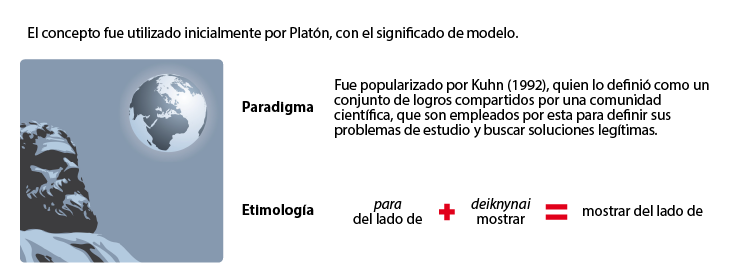 El concepto fue utilizado inicialmente por Platón, con el significado de modelo.
Paradigma
Fue popularizado por Kuhn (1992), quien lo definió como un
conjunto de logros compartidos por una comunidad
científica, que son empleados por esta para definir sus
problemas de estudio y buscar soluciones legítimas.
Etimología
para + deiknynai = mostrar del lado de
del lado de mostrar